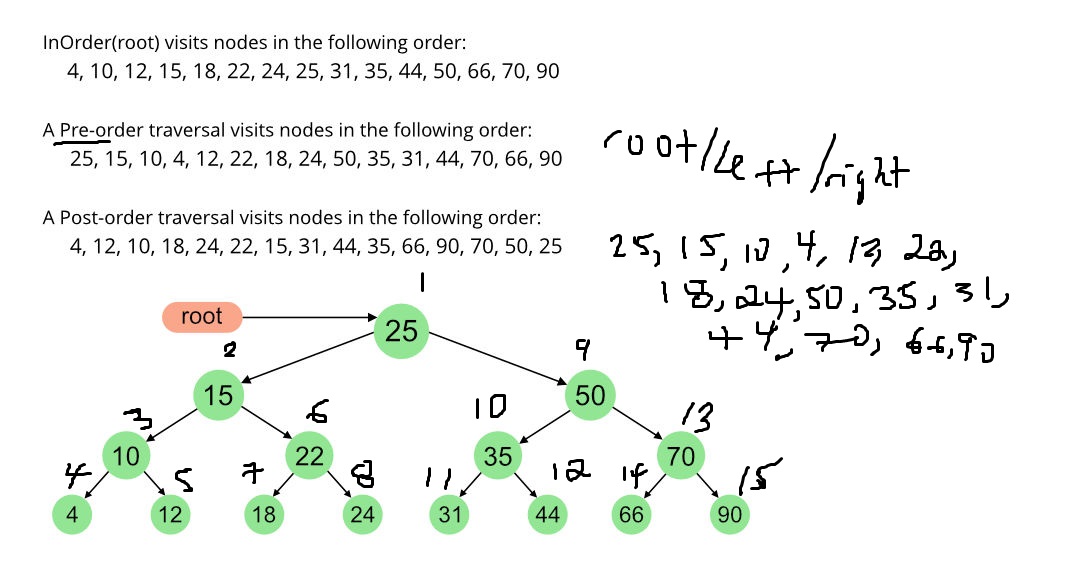 InOrder(root) visits nodes in the following order:
4, 10, 12, 15, 18, 22, 24, 25, 31, 35, 44, 50, 66, 70, 90
A Pre-order traversal visits nodes in the following order:
25, 15, 10, 4, 12, 22, 18, 24, 50, 35, 31, 44, 70, 66, 90
root/left/right
A Post-order traversal visits nodes in the following order:
4, 12, 10, 18, 24, 22, 15, 31, 44, 35, 66, 90, 70, 50, 25
25, 15, 10, 4, 12, 22,
18, 24, 50, 35, 31,
44, 70, 66, 90
1
root
25
2
9
15
50
3
6
10
13
10
22
35
70
4
5
7
8
11
12
14
15
4
12
18
24
31
44
66
90